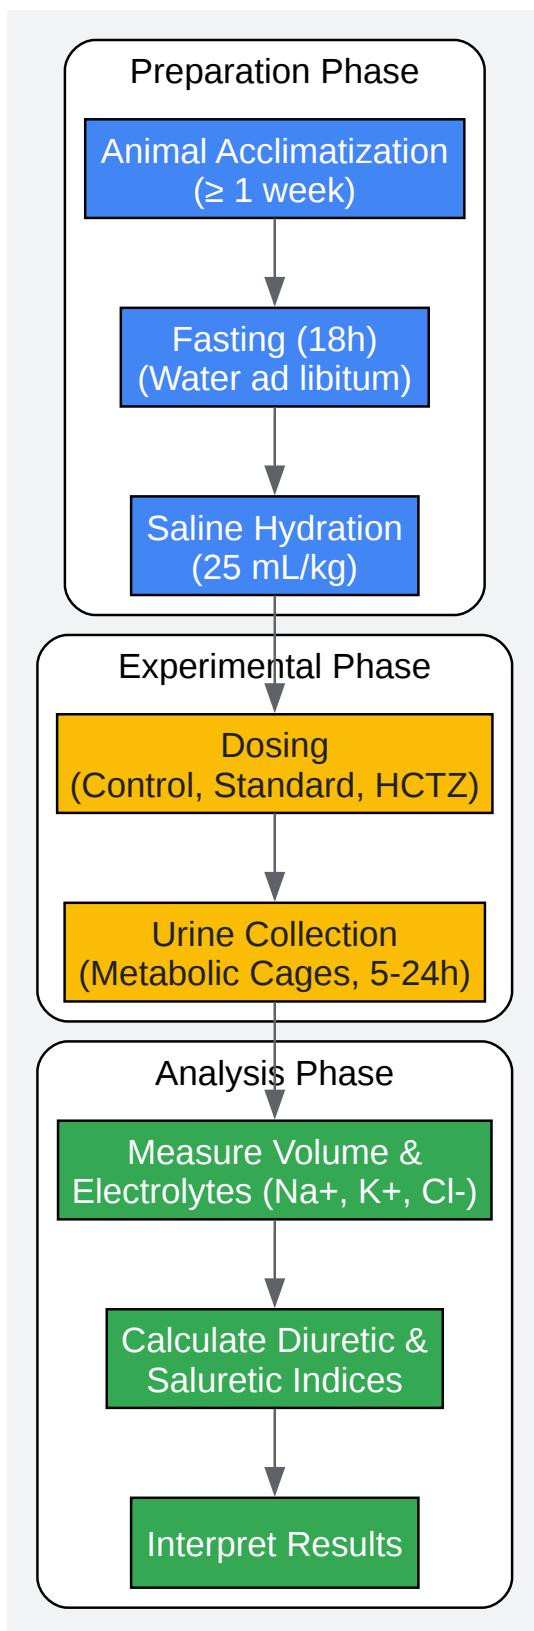 Preparation Phase
Animal Acclimatization
(≥ 1 week)
Fasting (18h)
(Water ad libitum)
Saline Hydration
(25 mL/kg)
Experimental Phase
Dosing
(Control, Standard, HCTZ)
Urine Collection
(Metabolic Cages, 5-24h)
Analysis Phase
Measure Volume &
Electrolytes (Na+, K+, Cl-)
Calculate Diuretic &
Saluretic Indices
Interpret Results